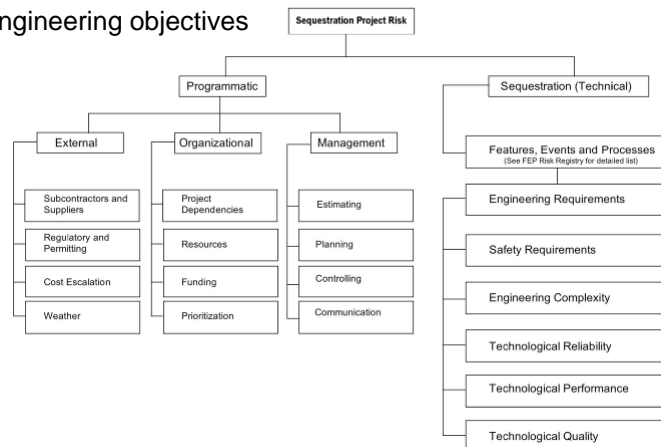 ngineering objectives
Sequestration Project Risk
Programmatic
Sequestration (Technical)
External
Organizational
Management
Features, Events and Processes
(See FEP Risk Registry for detailed list)
Subcontractors and
Suppliers
Regulatory and
Permitting
Cost Escalation
Weather
Project
Dependencies
Resources
Funding
Prioritization
Estimating
Planning
Controlling
Communication
Engineering Requirements
Safety Requirements
Engineering Complexity
Technological Reliability
Technological Performance
Technological Quality